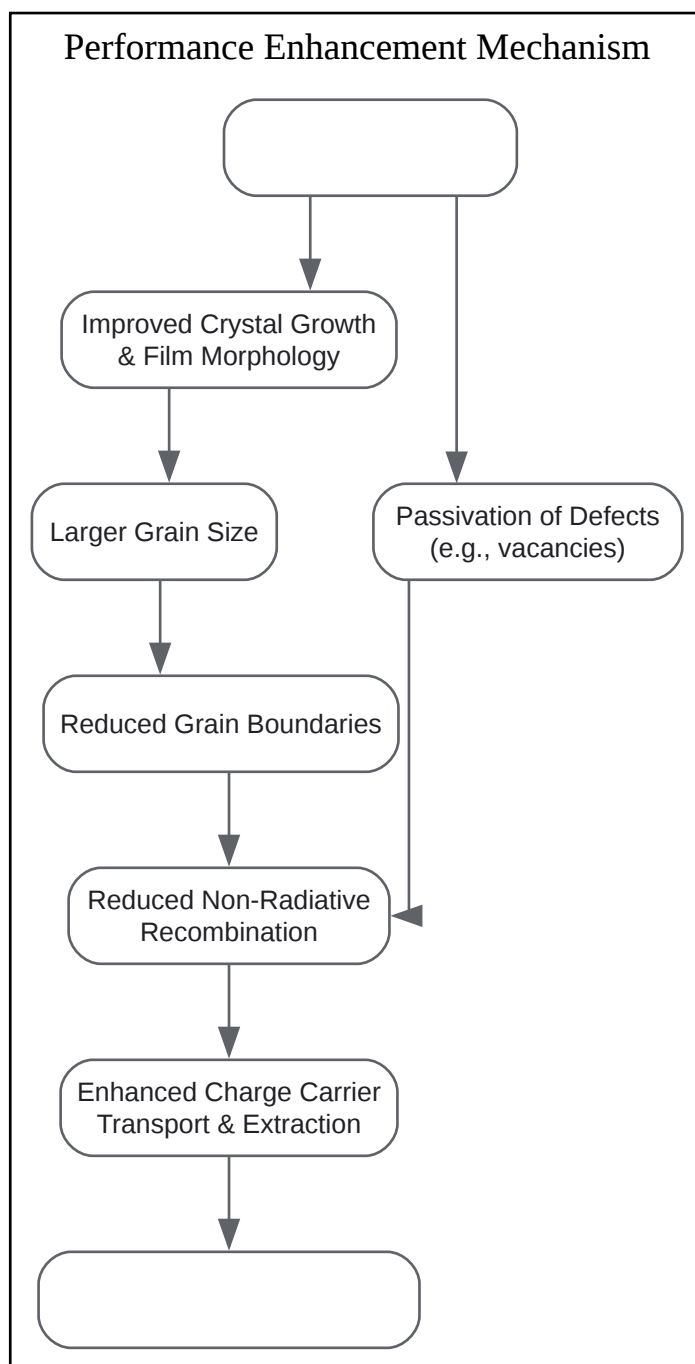 Performance Enhancement Mechanism
Improved Crystal Growth
& Film Morphology
Larger Grain Size
Passivation of Defects
(e.g., vacancies)
Reduced Grain Boundaries
Reduced Non-Radiative
Recombination
Enhanced Charge Carrier
Transport & Extraction